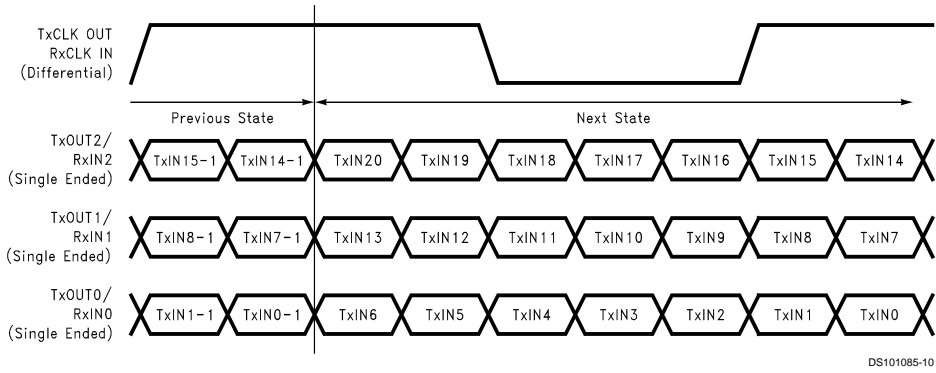 TxCLK OUT
RxCLK IN
(Differential)
Previous State
Next State
TxOUT2/
RxIN2
(Single Ended)
TxIN15-1 TxIN14-1 TxIN20 TxIN19 TxIN18 TxIN17 TxIN16 TxIN15 TxIN14
TxOUT1/
RxIN1
(Single Ended)
TxIN8-1 TxIN7-1 TxIN13 TxIN12 TxIN11 TxIN10 TxIN9 TxIN8 TxIN7
TxOUT0/
RxIN0
(Single Ended)
TxIN1-1 TxIN0-1 TxIN6 TxIN5 TxIN4 TxIN3 TxIN2 TxIN1 TxIN0
DS101085-10